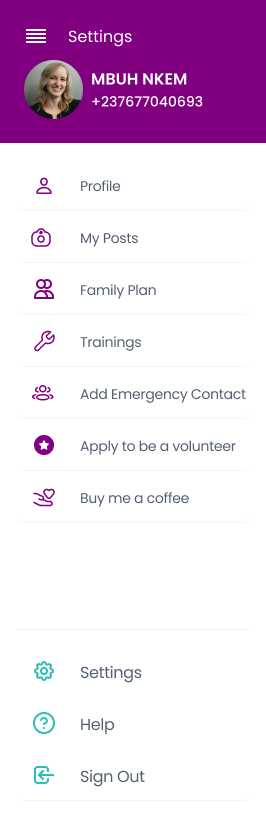 Settings
MBUH NKEM
+237677040693
Profile
My Posts
Family Plan
Trainings
Add Emergency Contact
Apply to be a volunteer
Buy me a coffee
Settings
Help
Sign Out